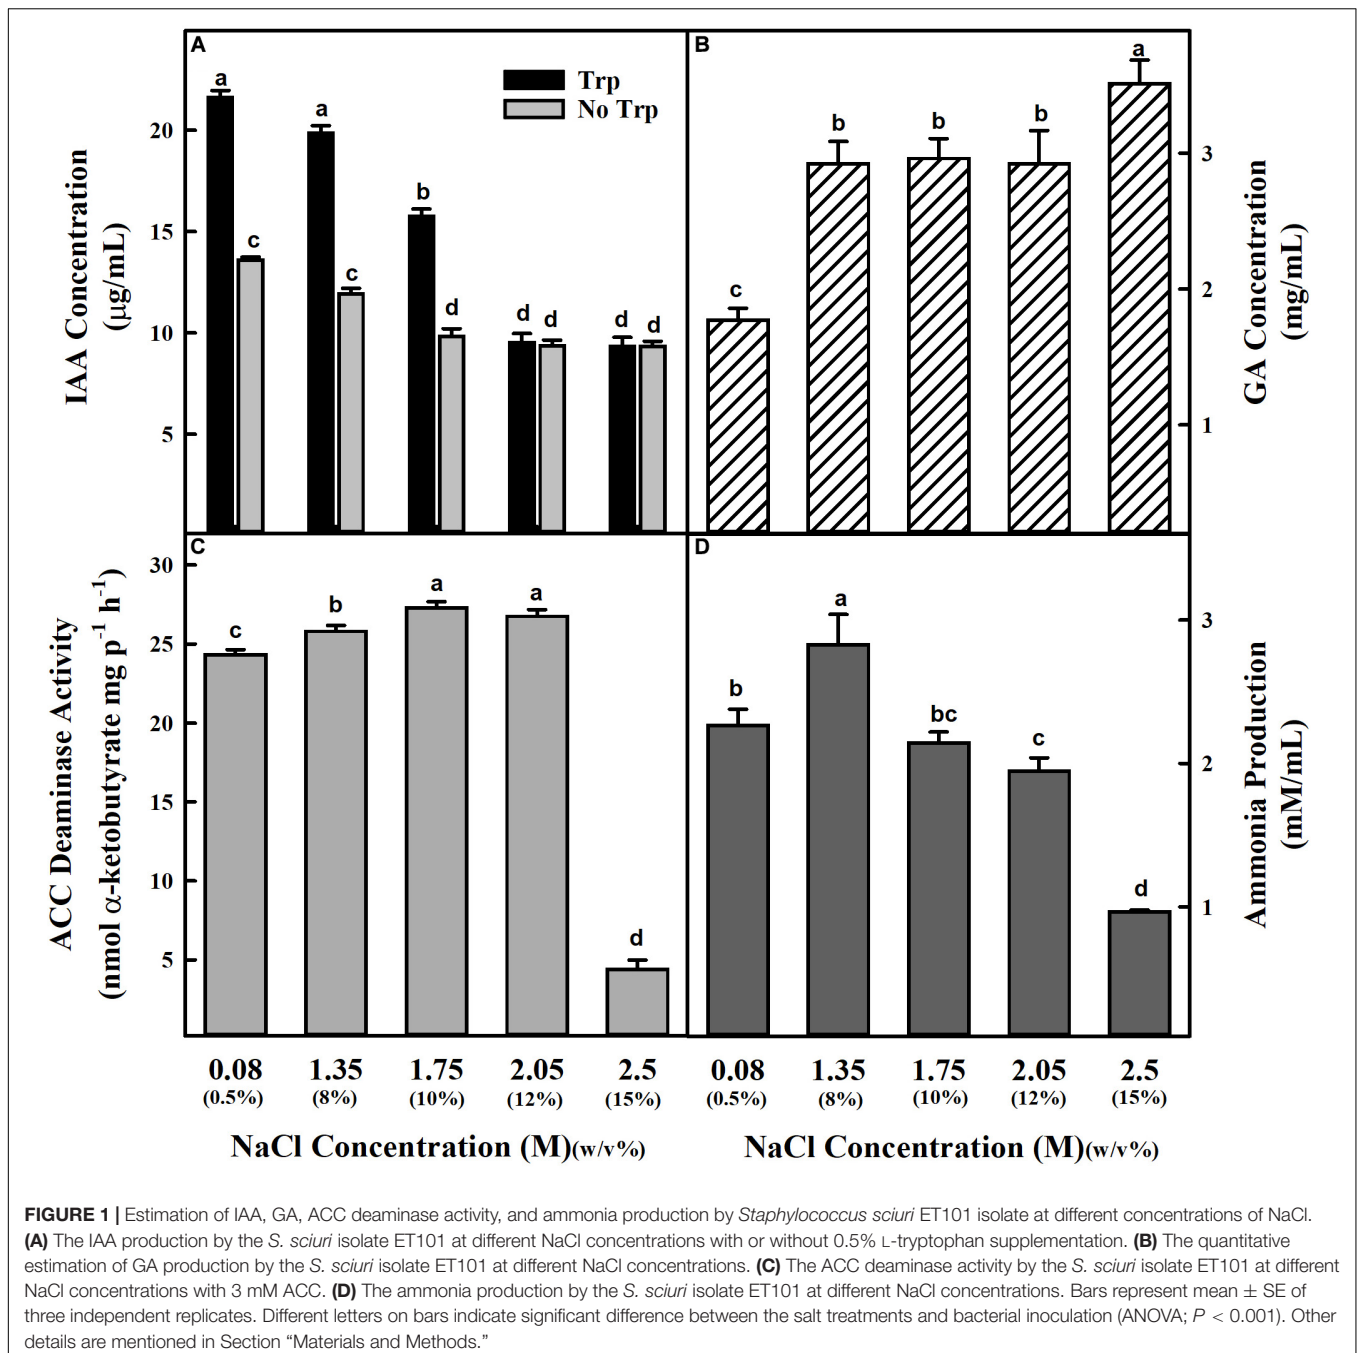 A
a
a
b
c
c
d
d
d
d
d
Trp
No Trp
20
15
10
5
IAA Concentration
(µg/mL)
B
a
b
b
b
c
3
2
1
GA Concentration
(mg/mL)
C
30
25
20
15
10
5
c
b
a
a
d
ACC Deaminase Activity
(nmol α-ketobutyrate mg p⁻¹ h⁻¹)
D
b
a
bc
c
d
3
2
1
Ammonia Production
(mM/mL)
0.08 1.35 1.75 2.05 2.5 0.08 1.35 1.75 2.05 2.5
(0.5%) (8%) (10%) (12%) (15%) (0.5%) (8%) (10%) (12%) (15%)
NaCl Concentration (M)(w/v%) NaCl Concentration (M)(w/v%)
FIGURE 1 | Estimation of IAA, GA, ACC deaminase activity, and ammonia production by Staphylococcus sciuri ET101 isolate at different concentrations of NaCl.
(A) The IAA production by the S. sciuri isolate ET101 at different NaCl concentrations with or without 0.5% L-tryptophan supplementation. (B) The quantitative
estimation of GA production by the S. sciuri isolate ET101 at different NaCl concentrations. (C) The ACC deaminase activity by the S. sciuri isolate ET101 at different
NaCl concentrations with 3 mM ACC. (D) The ammonia production by the S. sciuri isolate ET101 at different NaCl concentrations. Bars represent mean ± SE of
three independent replicates. Different letters on bars indicate significant difference between the salt treatments and bacterial inoculation (ANOVA; P < 0.001). Other
details are mentioned in Section “Materials and Methods.”